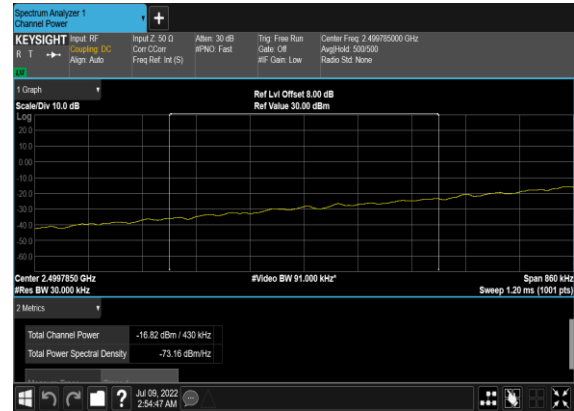 Spectrum Analyzer 1
Channel Power
+
KEYSIGHT Input: RF Input Z: 50 Ω Atten: 30 dB Trig: Free Run Center Freq: 2.499785000 GHz
R T Coupling: DC Corr CCorr #PNO: Fast Gate: Off Avg|Hold: 500/500
Align: Auto Freq Ref: Int (S) #IF Gain: Low Radio Std: None
LXI
1 Graph Ref Lvl Offset 8.00 dB
Scale/Div 10.0 dB Ref Value 30.00 dBm
Log
20.0
10.0
0.00
-10.0
-20.0
-30.0
-40.0
-50.0
-60.0
Center 2.4997850 GHz #Video BW 91.000 kHz* Span 860 kHz
#Res BW 30.000 kHz Sweep 1.20 ms (1001 pts)
2 Metrics
Total Channel Power -16.82 dBm / 430 kHz
Total Power Spectral Density -73.16 dBm/Hz
? Jul 09, 2022
2:54:47 AM